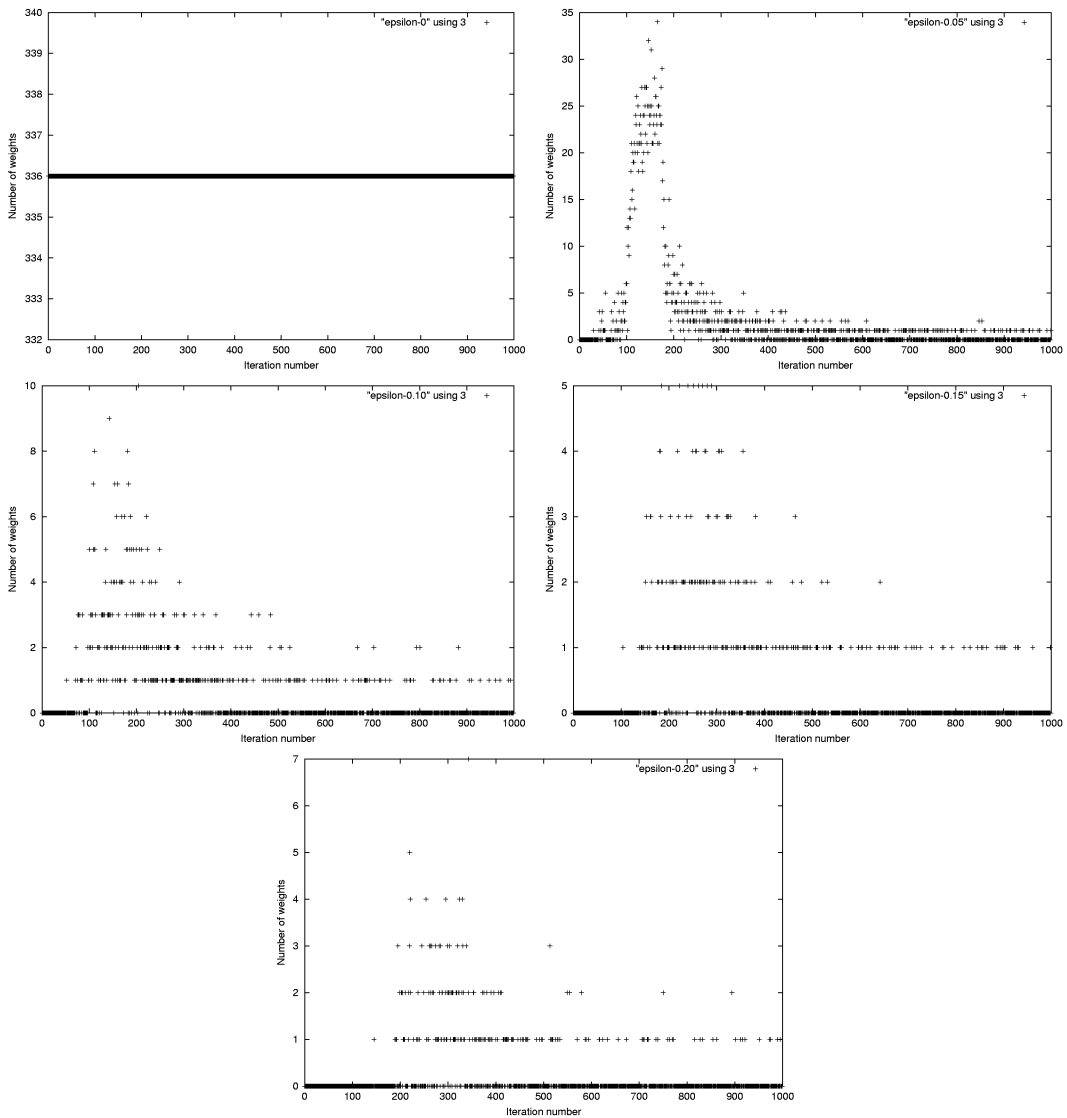 "epsilon-0" using 3
340
339
338
337
336
335
334
333
332
Number of weights
0 100 200 300 400 500 600 700 800 900 1000
Iteration number
"epsilon-0.05" using 3
35
30
25
20
15
10
5
0
Number of weights
0 100 200 300 400 500 600 700 800 900 1000
Iteration number
"epsilon-0.10" using 3
10
8
6
4
2
0
Number of weights
0 100 200 300 400 500 600 700 800 900 1000
Iteration number
"epsilon-0.15" using 3
5
4
3
2
1
0
Number of weights
0 100 200 300 400 500 600 700 800 900 1000
Iteration number
"epsilon-0.20" using 3
7
6
5
4
3
2
1
0
Number of weights
0 100 200 300 400 500 600 700 800 900 1000
Iteration number